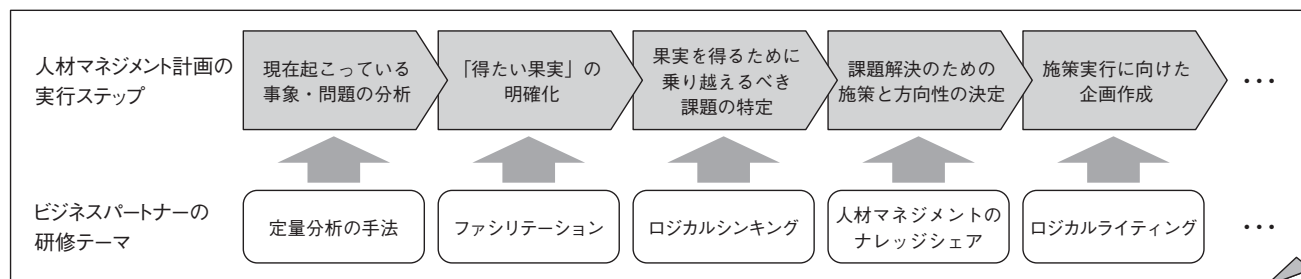 人材マネジメント計画の
実行ステップ
現在起こっている
事象・問題の分析
「得たい果実」の
明確化
果実を得るために
乗り越えるべき
課題の特定
課題解決のための
施策と方向性の決定
施策実行に向けた
企画作成
・・・
ビジネスパートナーの
研修テーマ
定量分析の手法
ファシリテーション
ロジカルシンキング
人材マネジメントの
ナレッジシェア
ロジカルライティング
・・・